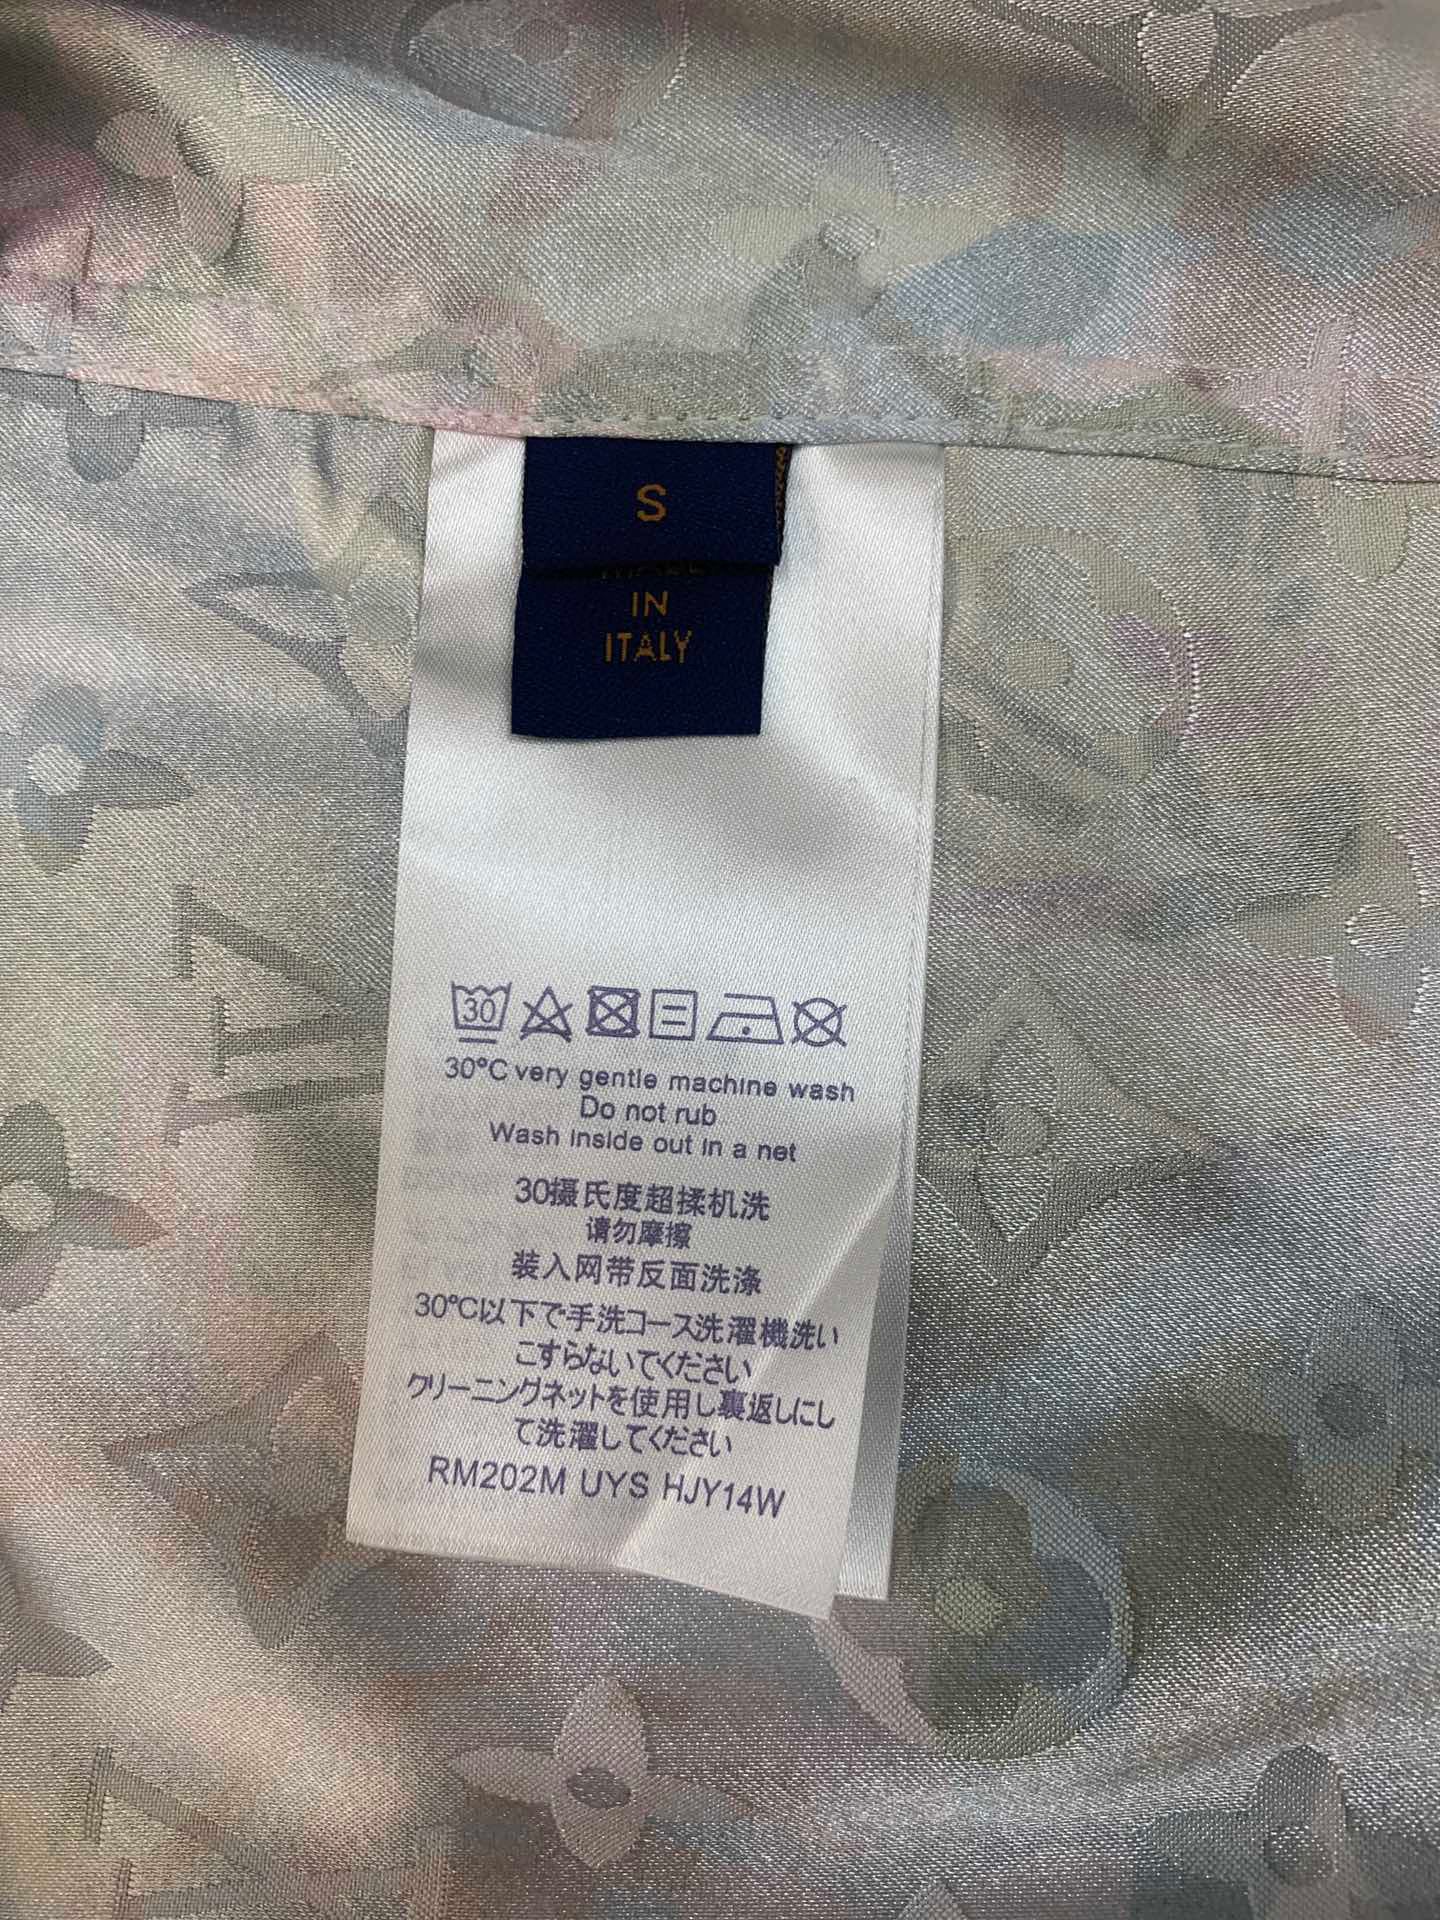 S
IN
ITALY
30
30°C very gentle machine wash
Do not rub
Wash inside out in a net
30摄氏度超揉机洗
请勿摩擦
装入网带反面洗涤
30°C以下で手洗コース洗濯機洗い
こすらないでください
クリーニングネットを使用し裏返しにし
て洗濯してください
RM202M UYS HJY14W